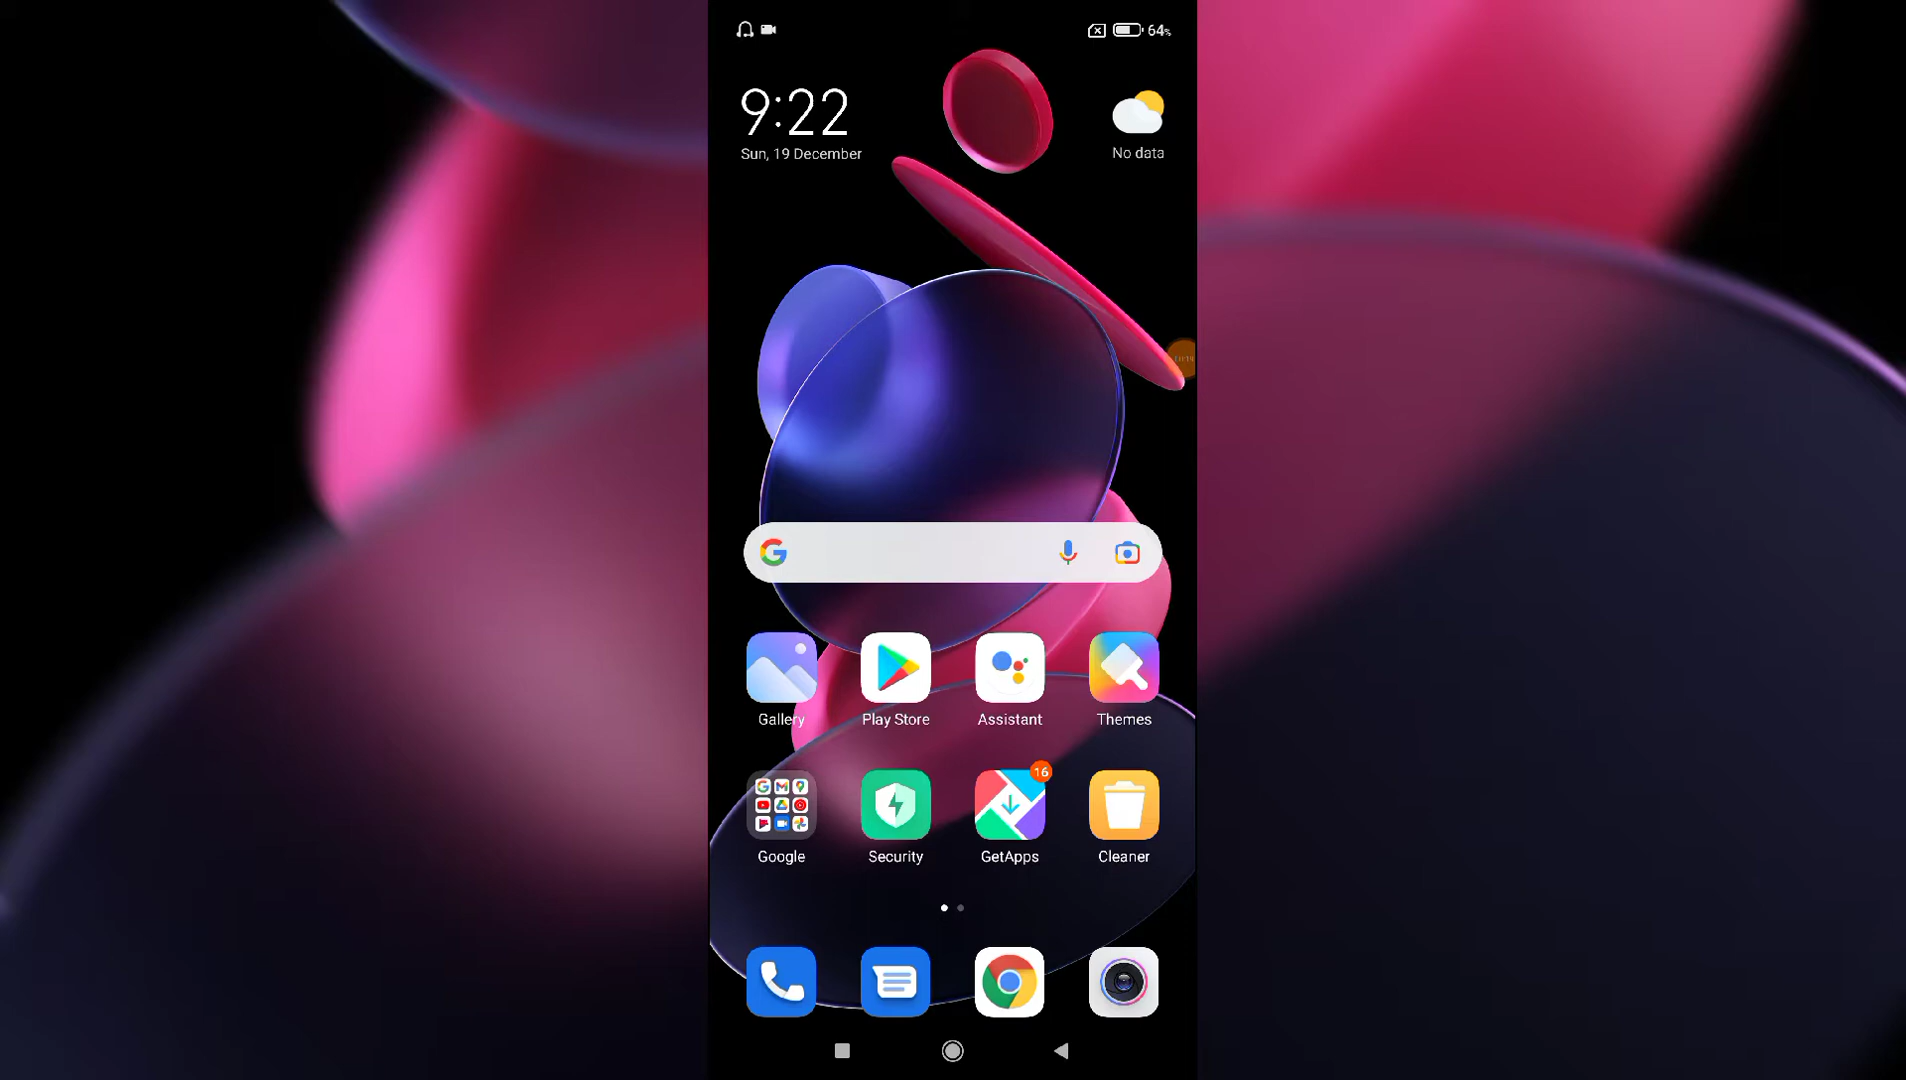 64%
9:22
Sun, 19 December
No data
Gallery
Play Store
Assistant
Themes
16
Google
Security
GetApps
Cleaner